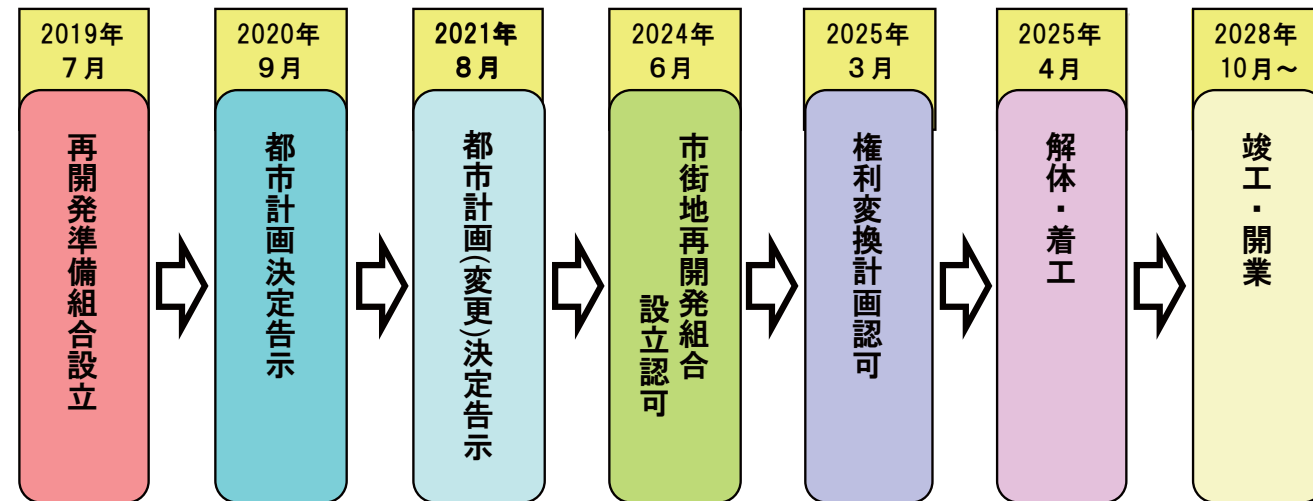 2019年
7月
再開発準備組合設立
2020年
9月
都市計画決定告示
2021年
8月
都市計画(変更)決定告示
2024年
6月
市街地再開発組合
設立認可
2025年
3月
権利変換計画認可
2025年
4月
解体・着工
2028年
10月～
竣工・開業